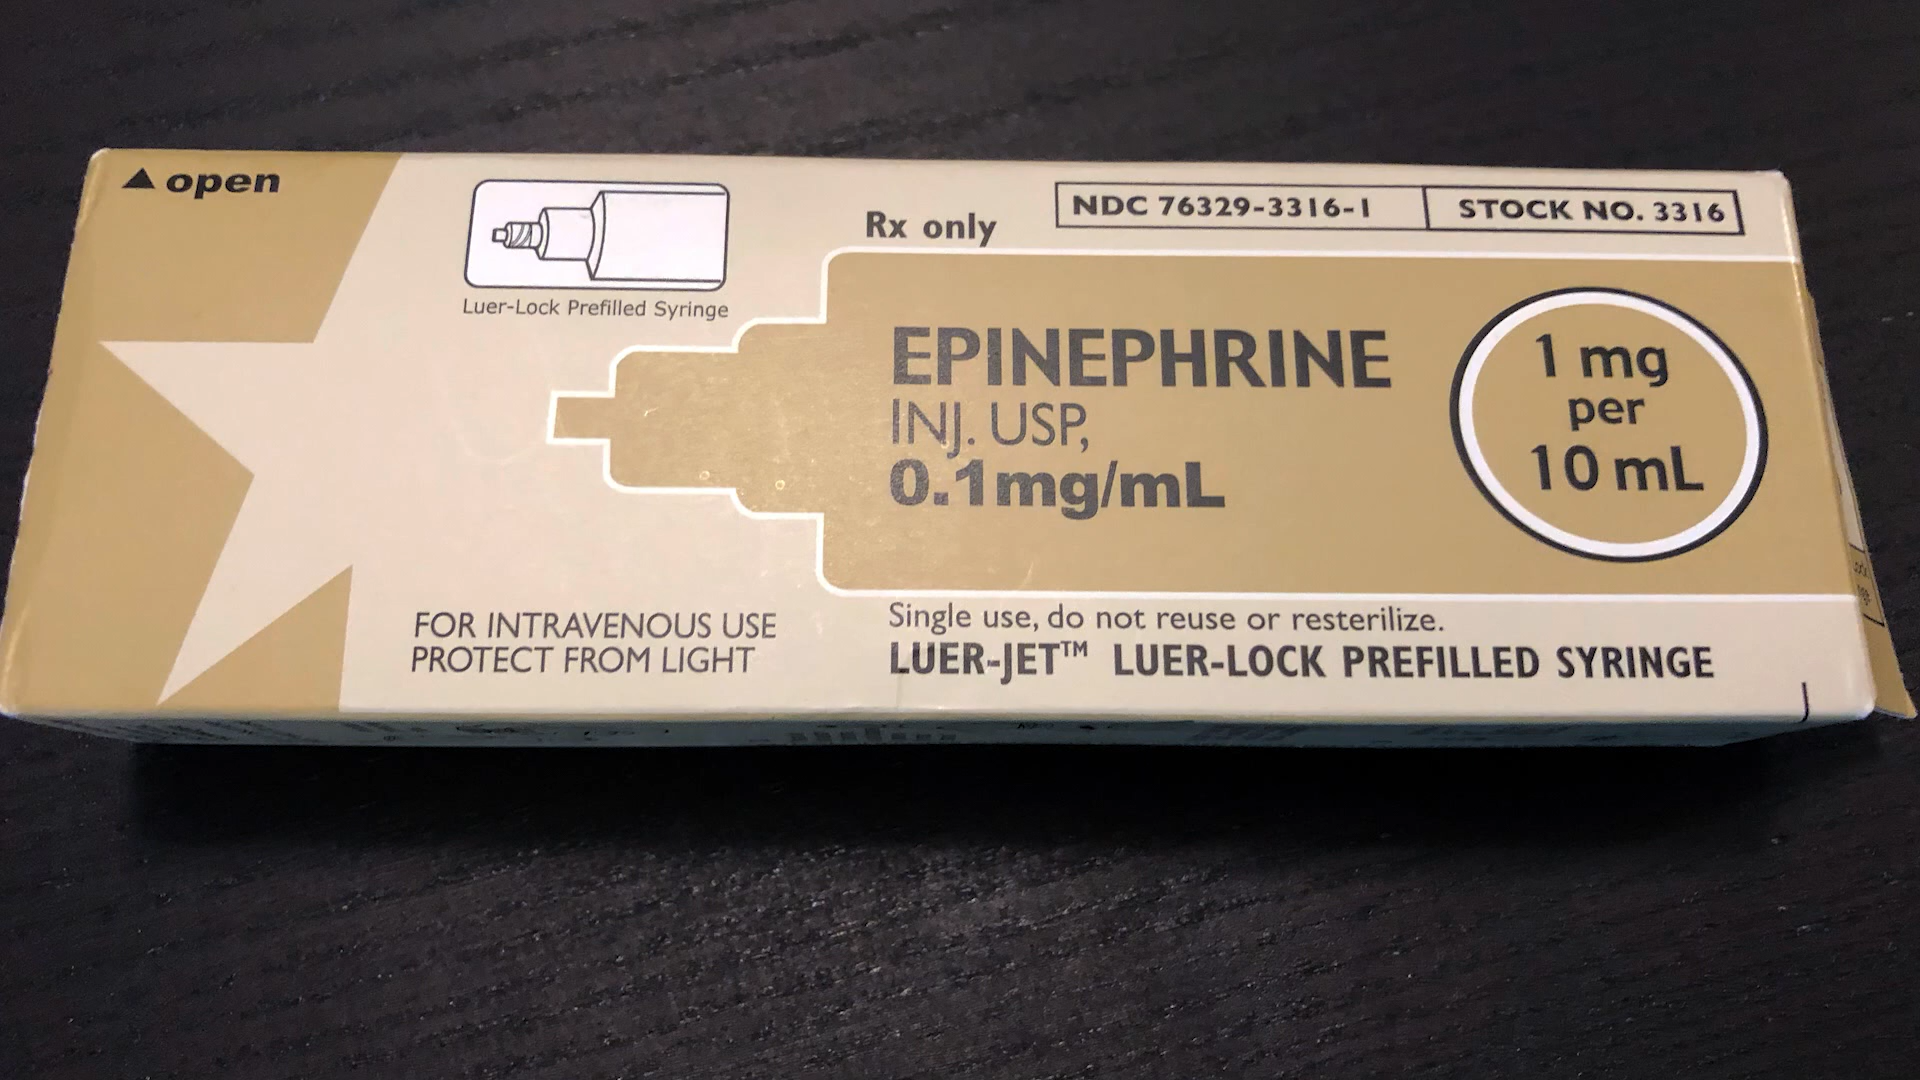 ▲ open
Luer-Lock Prefilled Syringe
Rx only
NDC 76329-3316-1
STOCK NO. 3316
EPINEPHRINE
INJ. USP,
0.1mg/mL
1 mg
per
10 mL
FOR INTRAVENOUS USE
PROTECT FROM LIGHT
Single use, do not reuse or resterilize.
LUER-JET™ LUER-LOCK PREFILLED SYRINGE